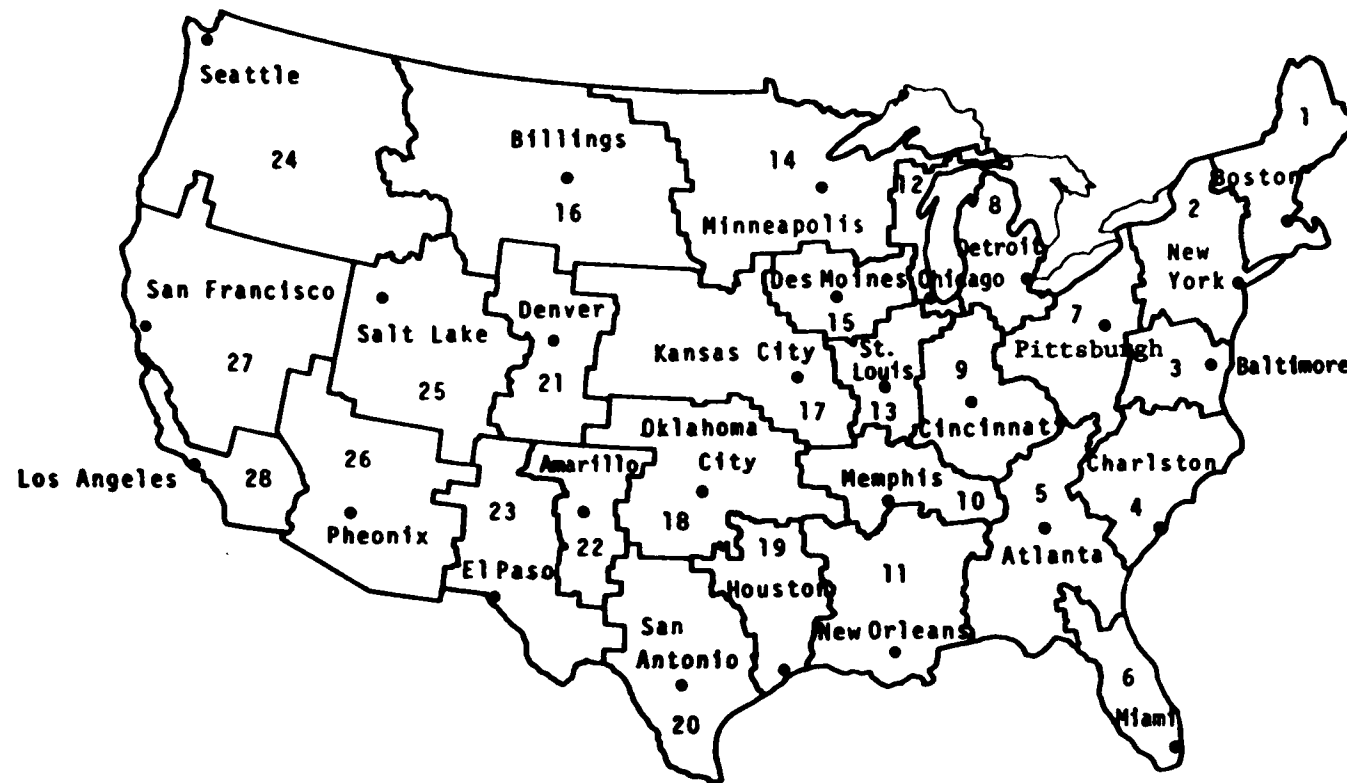 Seattle
24
Billings
16
14
Minneapolis
12
8
Detroit
1
Boston
2
New
York
San Francisco
27
Salt Lake
25
Denver
21
Des Moines
15
Chicago
Kansas City
17
St.
Louis
13
9
Cincinnati
7
Pittsburgh
3
Baltimore
Los Angeles
28
26
Pheonix
23
El Paso
Amarillo
22
Oklahoma
City
18
Memphis
10
5
Atlanta
Charlston
4
19
Houston
11
New Orleans
San
Antonio
20
6
Miami